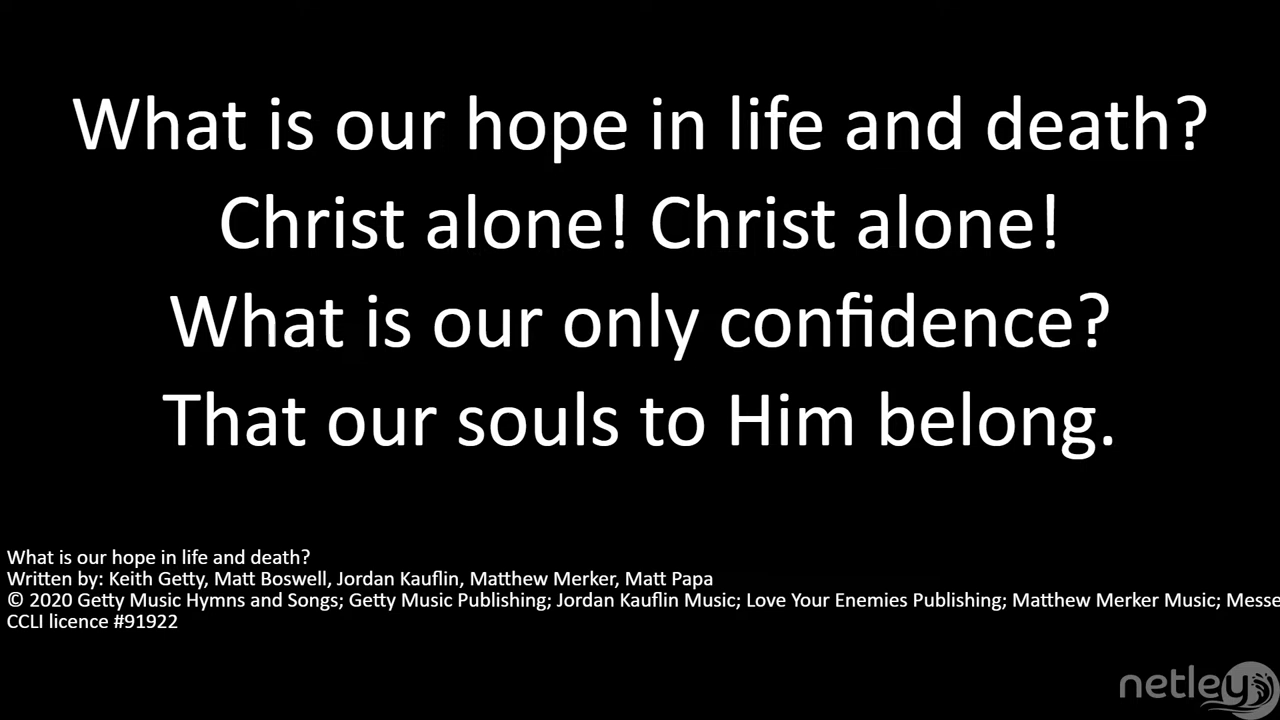 What is our hope in life and death?
Christ alone! Christ alone!
What is our only confidence?
That our souls to Him belong.
What is our hope in life and death?
Written by: Keith Getty, Matt Boswell, Jordan Kauflin, Matthew Merker, Matt Papa
© 2020 Getty Music Hymns and Songs; Getty Music Publishing; Jordan Kauflin Music; Love Your Enemies Publishing; Matthew Merker Music; Messe
CCLI licence #91922
netley